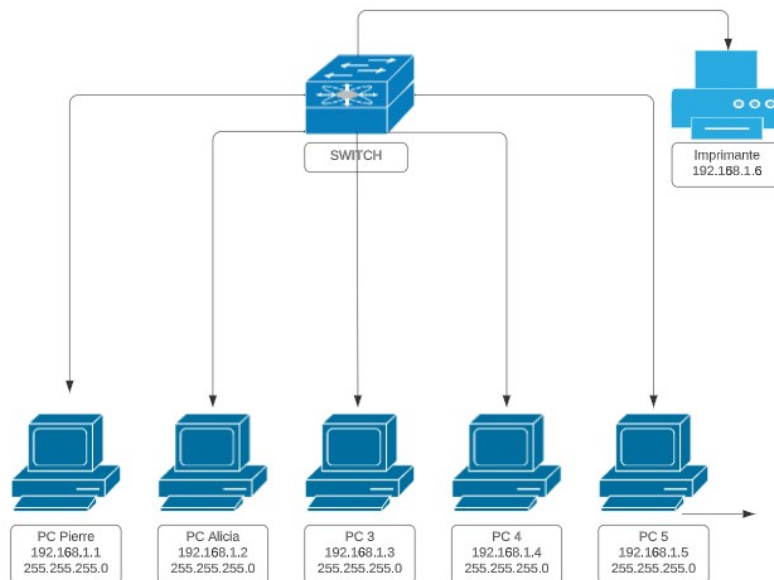 SWITCH
Imprimante
192.168.1.6
PC Pierre
192.168.1.1
255.255.255.0
PC Alicia
192.168.1.2
255.255.255.0
PC 3
192.168.1.3
255.255.255.0
PC 4
192.168.1.4
255.255.255.0
PC 5
192.168.1.5
255.255.255.0